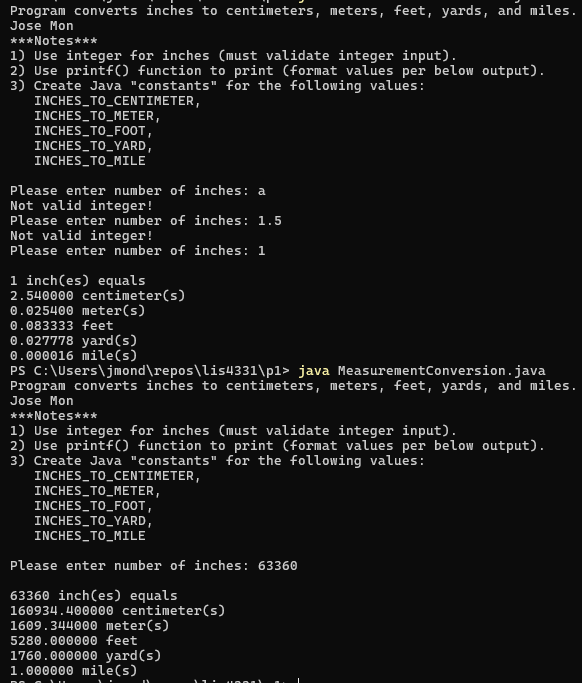 Program converts inches to centimeters, meters, feet, yards, and miles.
Jose Mon
***Notes***
1) Use integer for inches (must validate integer input).
2) Use printf() function to print (format values per below output).
3) Create Java "constants" for the following values:
   INCHES_TO_CENTIMETER,
   INCHES_TO_METER,
   INCHES_TO_FOOT,
   INCHES_TO_YARD,
   INCHES_TO_MILE

Please enter number of inches: a
Not valid integer!
Please enter number of inches: 1.5
Not valid integer!
Please enter number of inches: 1

1 inch(es) equals
2.540000 centimeter(s)
0.025400 meter(s)
0.083333 feet
0.027778 yard(s)
0.000016 mile(s)
PS C:\Users\jmond\repos\lis4331\p1> java MeasurementConversion.java
Program converts inches to centimeters, meters, feet, yards, and miles.
Jose Mon
***Notes***
1) Use integer for inches (must validate integer input).
2) Use printf() function to print (format values per below output).
3) Create Java "constants" for the following values:
   INCHES_TO_CENTIMETER,
   INCHES_TO_METER,
   INCHES_TO_FOOT,
   INCHES_TO_YARD,
   INCHES_TO_MILE

Please enter number of inches: 63360

63360 inch(es) equals
160934.400000 centimeter(s)
1609.344000 meter(s)
5280.000000 feet
1760.000000 yard(s)
1.000000 mile(s)